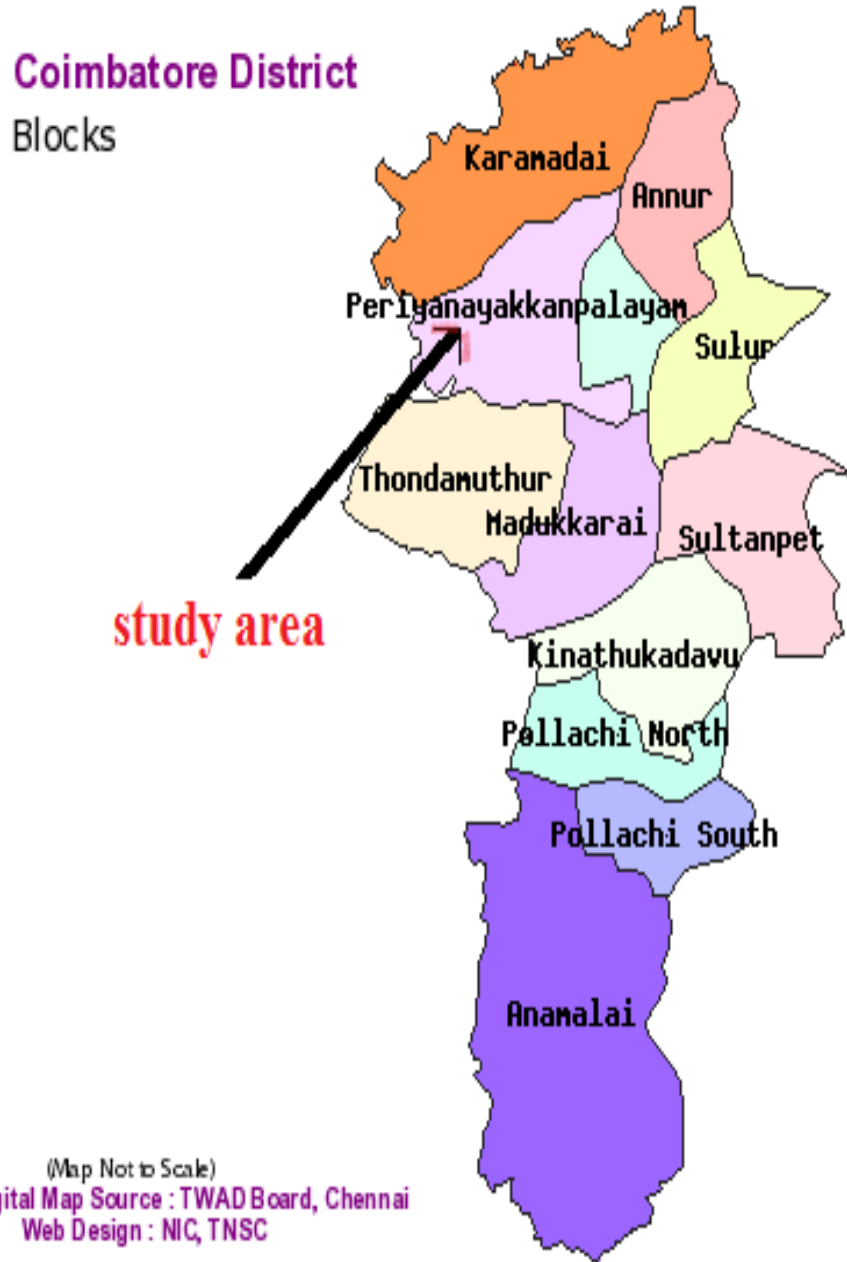 Coimbatore District
Blocks
Karamadai
Annur
Periyanayakkanpalayam
Sulur
Thondamuthur
Madukkarai
Sultanpet
study area
Kinathukadavu
Pollachi North
Pollachi South
Anamalai
(Map Not to Scale)
gital Map Source : TWAD Board, Chennai
Web Design : NIC, TNSC